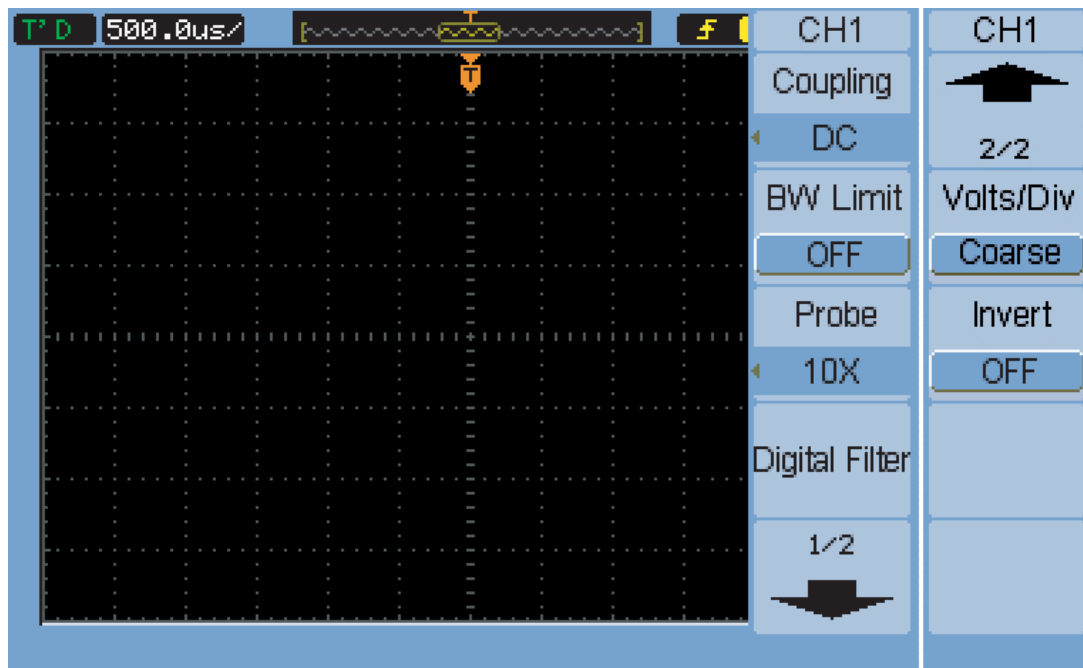 T’D 500.0us/
T
T
CH1
Coupling
DC
BW Limit
OFF
Probe
10X
Digital Filter
1/2
CH1
2/2
Volts/Div
Coarse
Invert
OFF